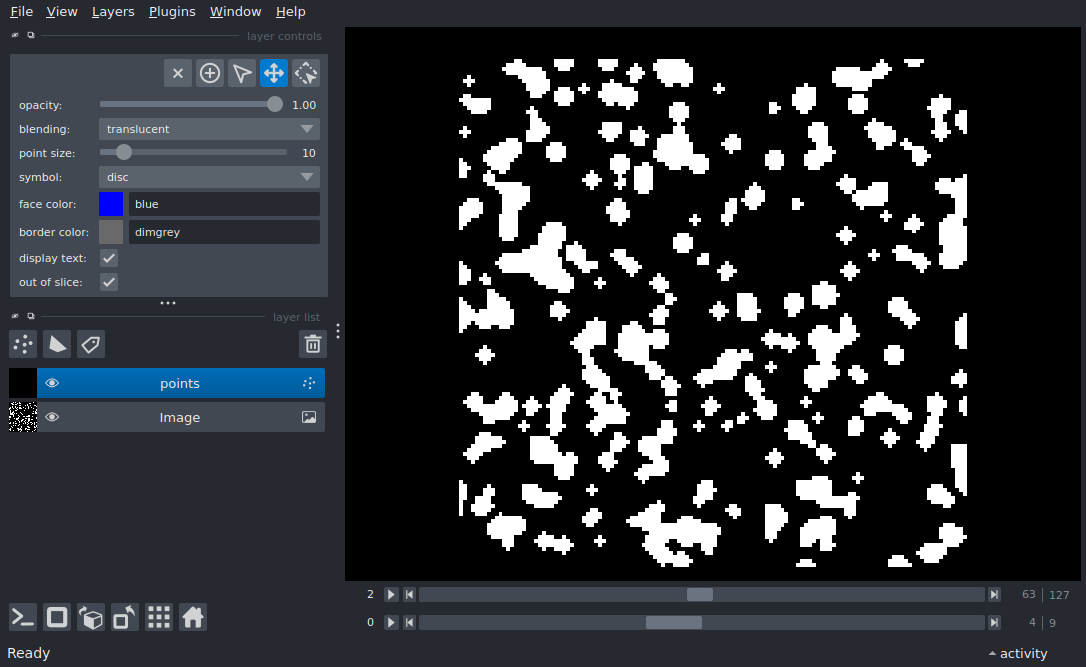 File View Layers Plugins Window Help
layer controls
opacity: 1.00
blending: translucent
point size: 10
symbol: disc
face color: blue
border color: dimgrey
display text:
out of slice:
layer list
points
Image
2 63 127
0 4 9
Ready activity